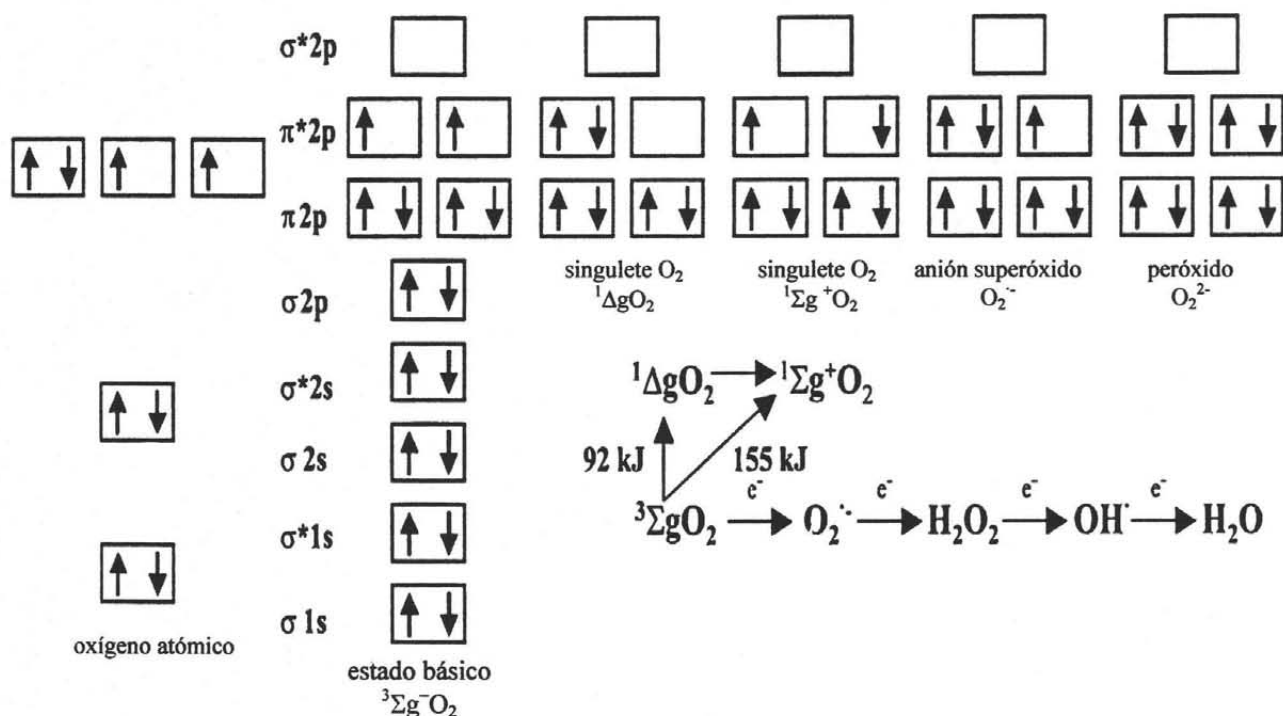 σ*2p
π*2p
π2p
singulete O₂
¹ΔgO₂
singulete O₂
¹Σg⁺O₂
anión superóxido
O₂˙⁻
peróxido
O₂²⁻
σ2p
σ*2s
σ 2s
σ*1s
σ 1s
oxígeno atómico
estado básico
³Σg⁻O₂
¹ΔgO₂ → ¹Σg⁺O₂
92 kJ 155 kJ
e⁻ e⁻ e⁻ e⁻
³ΣgO₂ → O₂˙⁻ → H₂O₂ → OH˙ → H₂O